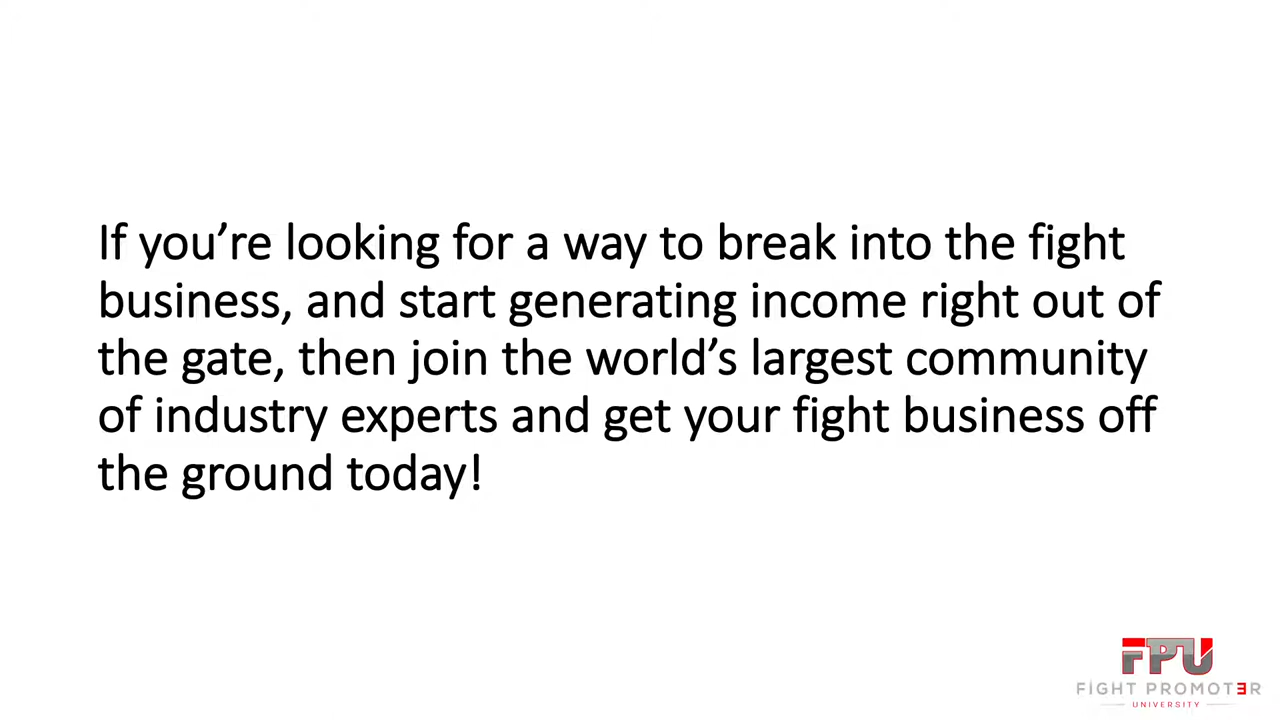 If you’re looking for a way to break into the fight
business, and start generating income right out of
the gate, then join the world’s largest community
of industry experts and get your fight business off
the ground today!
FPU
FIGHT PROMOTER
UNIVERSITY